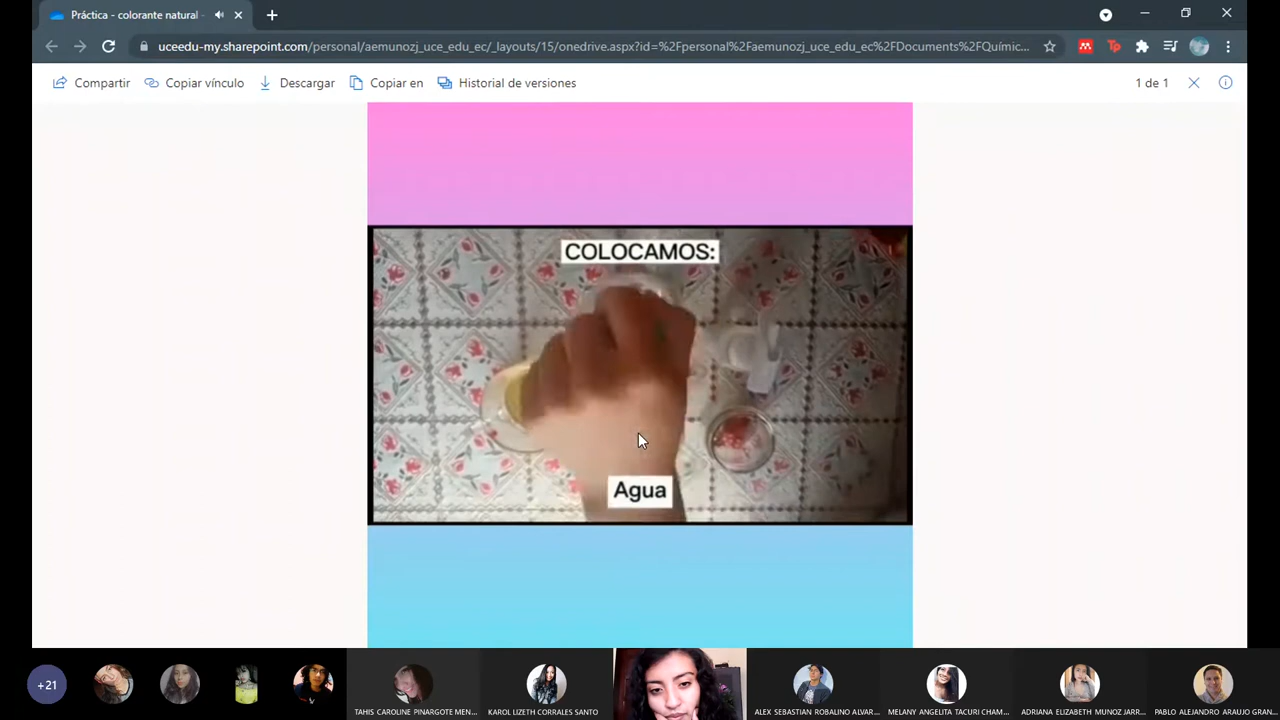 Práctica - colorante natural -
uceedu-my.sharepoint.com/personal/aemunozj_uce_edu_ec/_layouts/15/onedrive.aspx?id=%2Fpersonal%2Faemunozj_uce_edu_ec%2FDocuments%2FQuímic...
Compartir Copiar vínculo Descargar Copiar en Historial de versiones 1 de 1
COLOCAMOS:
Agua
+21
TAHIS CAROLINE PINARGOTE MEN... KAROL LIZETH CORRALES SANTO ALEX SEBASTIAN ROBALINO ALVAR... MELANY ANGELITA TACURI CHAM... ADRIANA ELIZABETH MUNOZ JARR... PABLO ALEJANDRO ARAUJO GRAN...